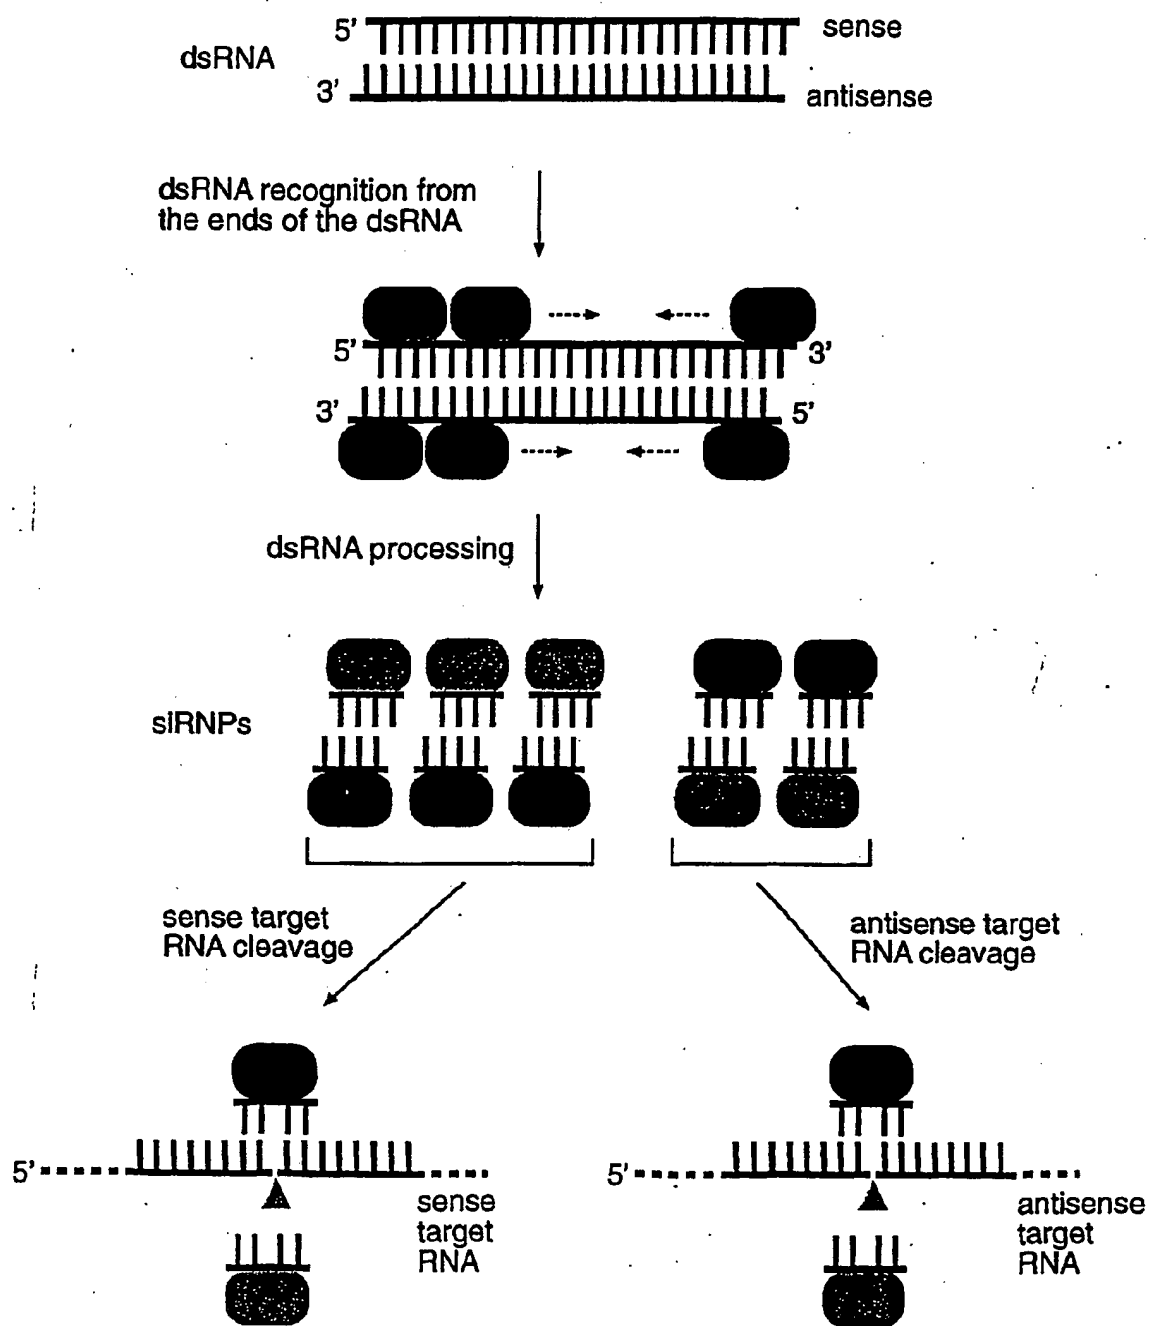 5' sense
dsRNA
3' antisense
dsRNA recognition from
the ends of the dsRNA
5' 3'
3' 5'
dsRNA processing
siRNPs
sense target
RNA cleavage
antisense target
RNA cleavage
5'
sense
target
RNA
5'
antisense
target
RNA